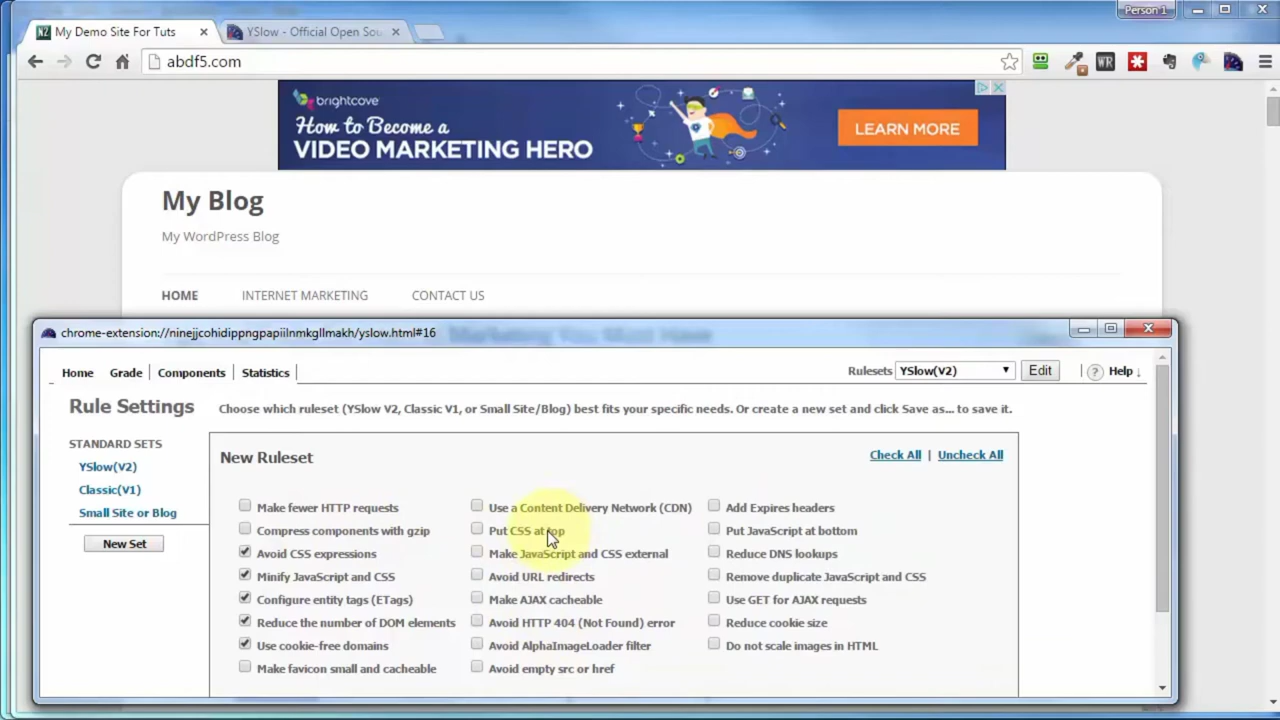 Person 1
My Demo Site For Tuts
YSlow - Official Open Sou
abdf5.com
brightcove
How to Become a
VIDEO MARKETING HERO
LEARN MORE
My Blog
My WordPress Blog
HOME INTERNET MARKETING CONTACT US
Marketing You Must Have
chrome-extension://ninejjcohidippngpapiilnmkgllmakh/yslow.html#16
Home Grade Components Statistics Rulesets YSlow(V2) Edit ? Help ↓
Rule Settings Choose which ruleset (YSlow V2, Classic V1, or Small Site/Blog) best fits your specific needs. Or create a new set and click Save as... to save it.
STANDARD SETS
YSlow(V2)
Classic(V1)
Small Site or Blog
New Set
New Ruleset Check All | Uncheck All
Make fewer HTTP requests Use a Content Delivery Network (CDN) Add Expires headers
Compress components with gzip Put CSS at top Put JavaScript at bottom
Avoid CSS expressions Make JavaScript and CSS external Reduce DNS lookups
Minify JavaScript and CSS Avoid URL redirects Remove duplicate JavaScript and CSS
Configure entity tags (ETags) Make AJAX cacheable Use GET for AJAX requests
Reduce the number of DOM elements Avoid HTTP 404 (Not Found) error Reduce cookie size
Use cookie-free domains Avoid AlphaImageLoader filter Do not scale images in HTML
Make favicon small and cacheable Avoid empty src or href